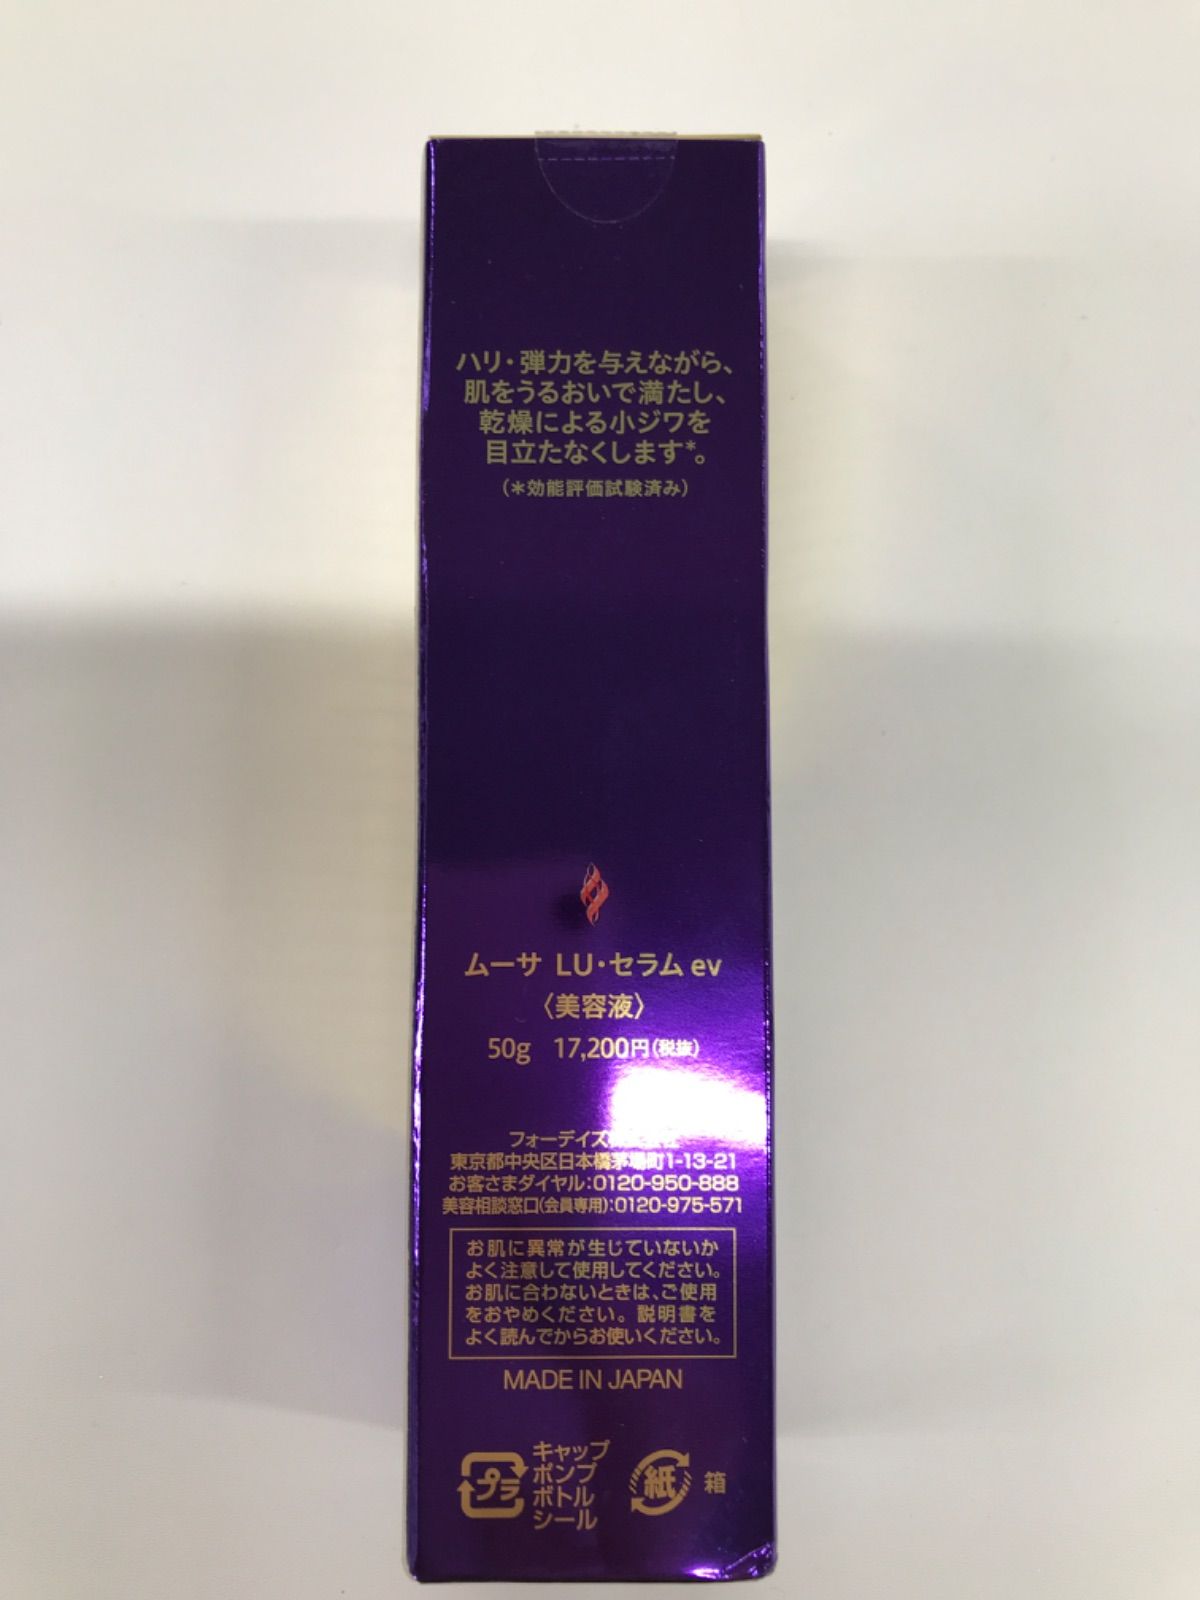 ハリ・弾力を与えながら、
肌をうるおいで満たし、
乾燥による小ジワを
目立たなくします*。
(*効能評価試験済み)
ムーサ LU・セラム ev
〈美容液〉
50g 17,200円(税抜)
フォーデイズ
東京都中央区日本橋茅場町1-13-21
お客さまダイヤル:0120-950-888
美容相談窓口(会員専用):0120-975-571
お肌に異常が生じていないか
よく注意して使用してください。
お肌に合わないときは、ご使用
をおやめください。説明書を
よく読んでからお使いください。
MADE IN JAPAN
プラ
キャップ
ポンプ
ボトル
シール
紙 箱